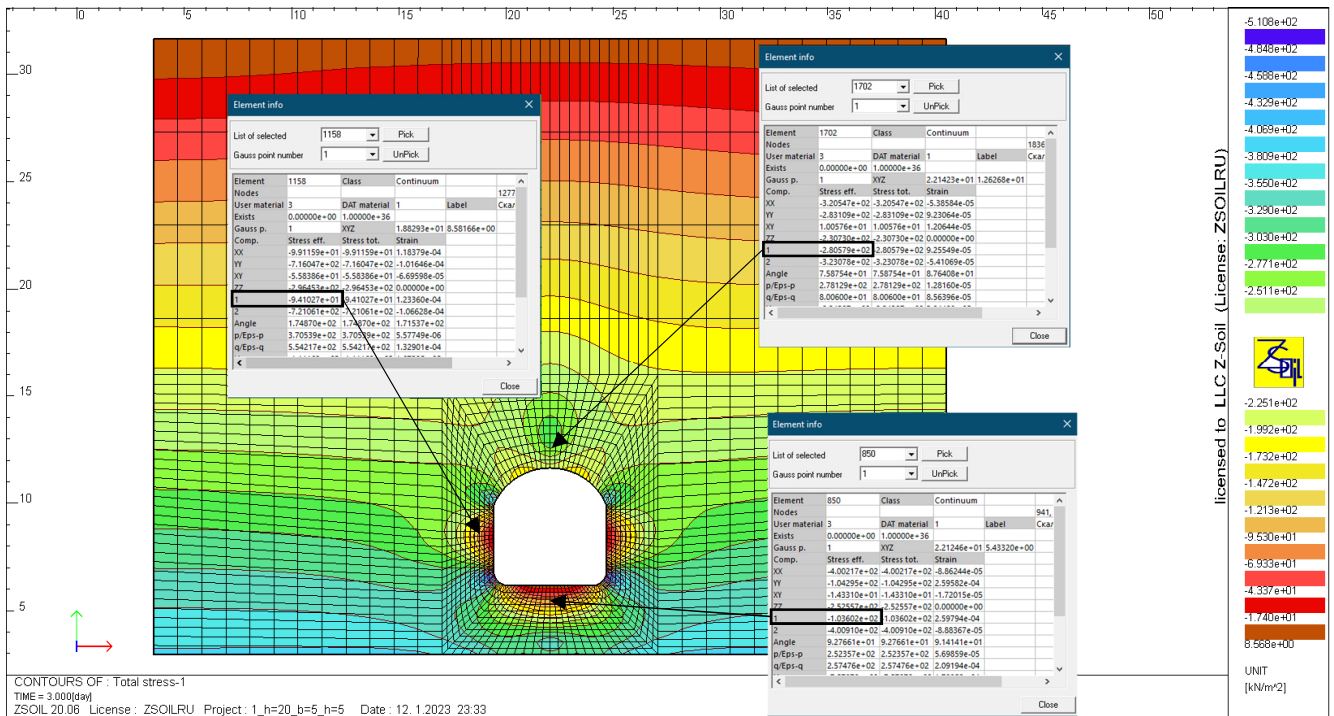 0 5 10 15 20 25 30 35 40 45 50
30
25
20
15
10
5
Element info
List of selected 1158 Pick
Gauss point number 1 UnPick
Element 1158 Class Continuum
Nodes 1277
User material 3 DAT material 1 Label Скал
Exists 0.00000e+00 1.00000e+36
Gauss p. 1 XYZ 1.88293e+01 8.58166e+00
Comp. Stress eff. Stress tot. Strain
XX -9.91159e+01 -9.91159e+01 1.18379e-04
YY -7.16047e+02 -7.16047e+02 -1.01646e-04
XY -5.58386e+01 -5.58386e+01 -6.69598e-05
ZZ -2.96453e+02 -2.96453e+02 0.00000e+00
1 -9.41027e+01 -9.41027e+01 1.23360e-04
2 -7.21061e+02 -7.21061e+02 -1.06628e-04
Angle 1.74870e+02 1.74870e+02 1.71537e+02
p/Eps-p 3.70539e+02 3.70539e+02 5.57749e-06
q/Eps-q 5.54217e+02 5.54217e+02 1.32901e-04
Close
Element info
List of selected 1702 Pick
Gauss point number 1 UnPick
Element 1702 Class Continuum
Nodes 1836
User material 3 DAT material 1 Label Скал
Exists 0.00000e+00 1.00000e+36
Gauss p. 1 XYZ 2.21423e+01 1.26268e+01
Comp. Stress eff. Stress tot. Strain
XX -3.20547e+02 -3.20547e+02 -5.38584e-05
YY -2.83109e+02 -2.83109e+02 9.23064e-05
XY 1.00576e+01 1.00576e+01 1.20644e-05
ZZ -2.30730e+02 -2.30730e+02 0.00000e+00
1 -2.80579e+02 -2.80579e+02 9.25549e-05
2 -3.23078e+02 -3.23078e+02 -5.41069e-05
Angle 7.58754e+01 7.58754e+01 8.76408e+01
p/Eps-p 2.78129e+02 2.78129e+02 1.28160e-05
q/Eps-q 8.00600e+01 8.00600e+01 8.56396e-05
Close
Element info
List of selected 850 Pick
Gauss point number 1 UnPick
Element 850 Class Continuum
Nodes 941,
User material 3 DAT material 1 Label Скал
Exists 0.00000e+00 1.00000e+36
Gauss p. 1 XYZ 2.21246e+01 5.43320e+00
Comp. Stress eff. Stress tot. Strain
XX -4.00217e+02 -4.00217e+02 -8.86244e-05
YY -1.04295e+02 -1.04295e+02 2.59582e-04
XY -1.43310e+01 -1.43310e+01 -1.72015e-05
ZZ -2.52557e+02 -2.52557e+02 0.00000e+00
1 -1.03602e+02 -1.03602e+02 2.59794e-04
2 -4.00910e+02 -4.00910e+02 -8.88367e-05
Angle 9.27661e+01 9.27661e+01 9.14141e+01
p/Eps-p 2.52357e+02 2.52357e+02 5.69859e-05
q/Eps-q 2.57476e+02 2.57476e+02 2.09194e-04
Close
licensed to LLC Z-Soil (License: ZSOILRU)
-5.108e+02
-4.848e+02
-4.588e+02
-4.329e+02
-4.069e+02
-3.809e+02
-3.550e+02
-3.290e+02
-3.030e+02
-2.771e+02
-2.511e+02
ZSoil
-2.251e+02
-1.992e+02
-1.732e+02
-1.472e+02
-1.213e+02
-9.530e+01
-6.933e+01
-4.337e+01
-1.740e+01
8.568e+00
UNIT
[kN/m^2]
CONTOURS OF : Total stress-1
TIME = 3.000[day]
ZSOIL 20.06 License : ZSOILRU Project : 1_h=20_b=5_h=5 Date : 12. 1.2023 23:33